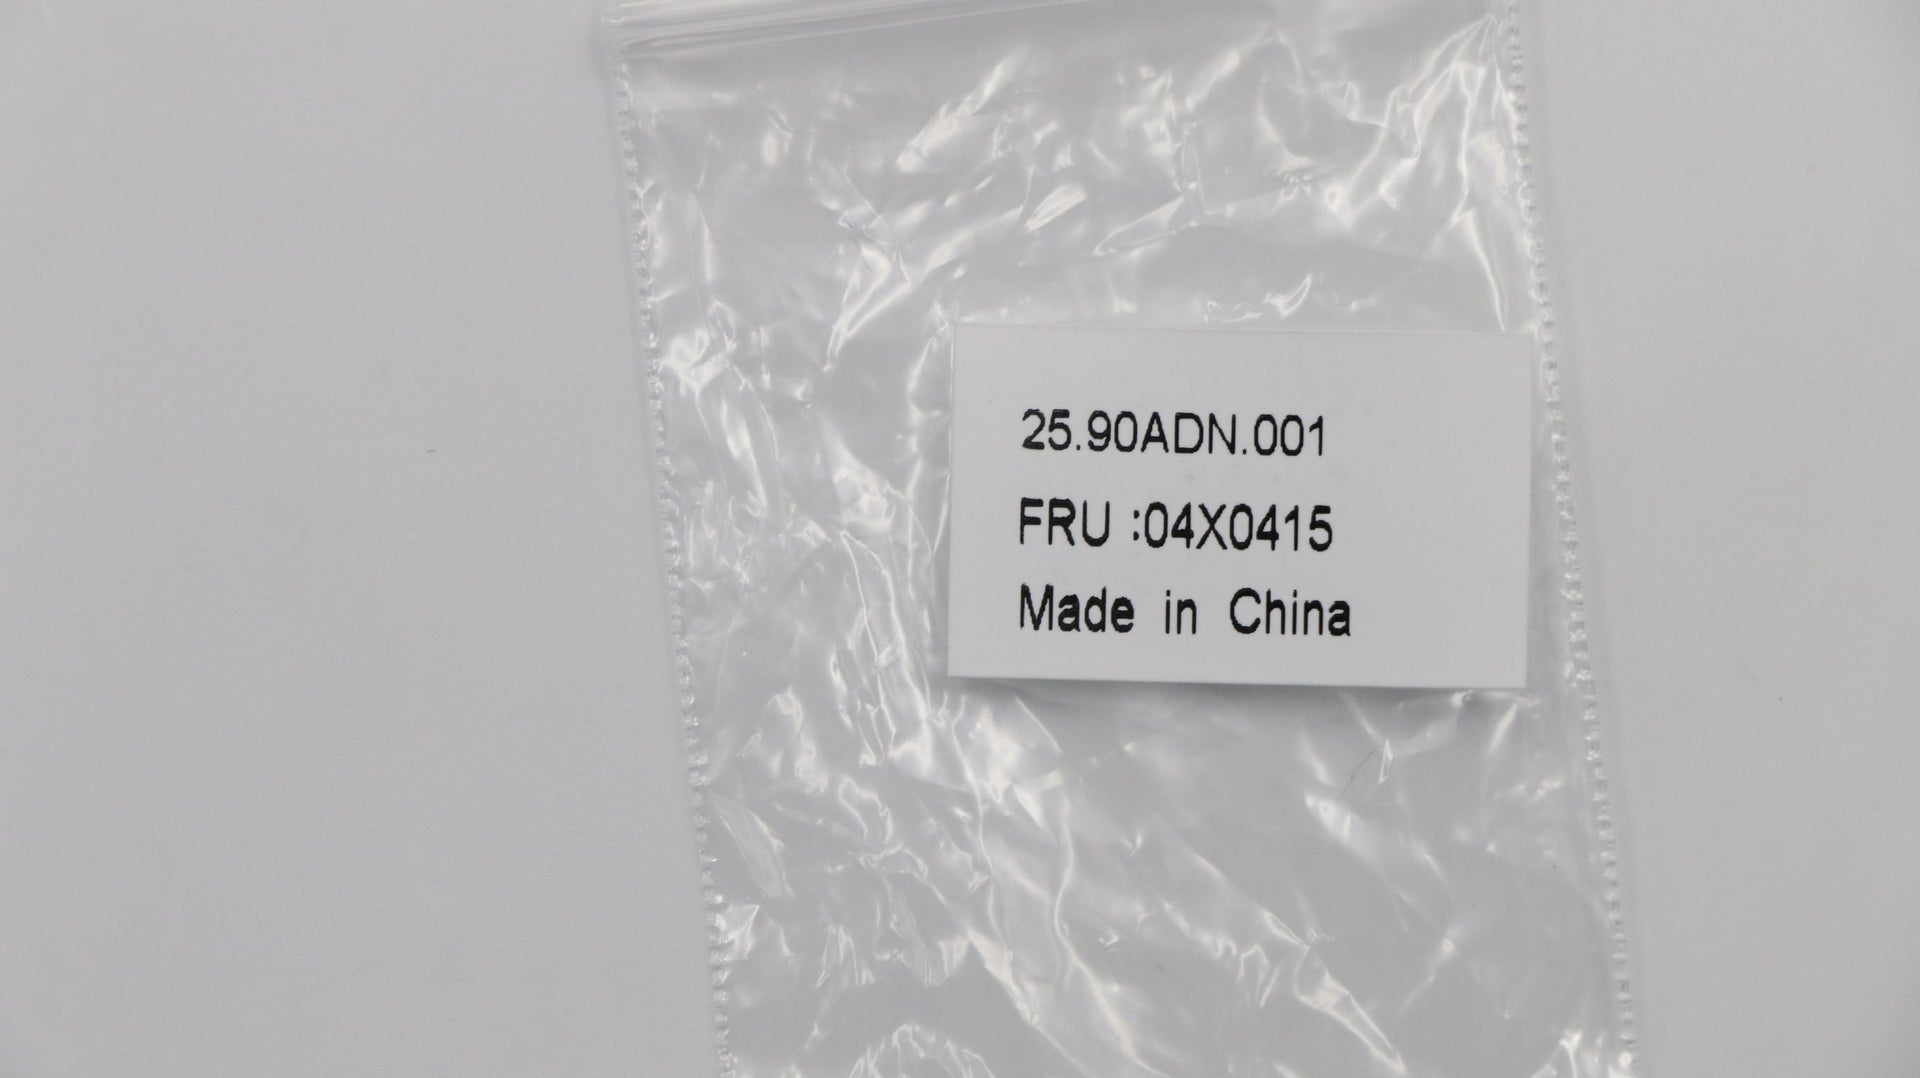 25.90ADN.001
FRU :04X0415
Made in China